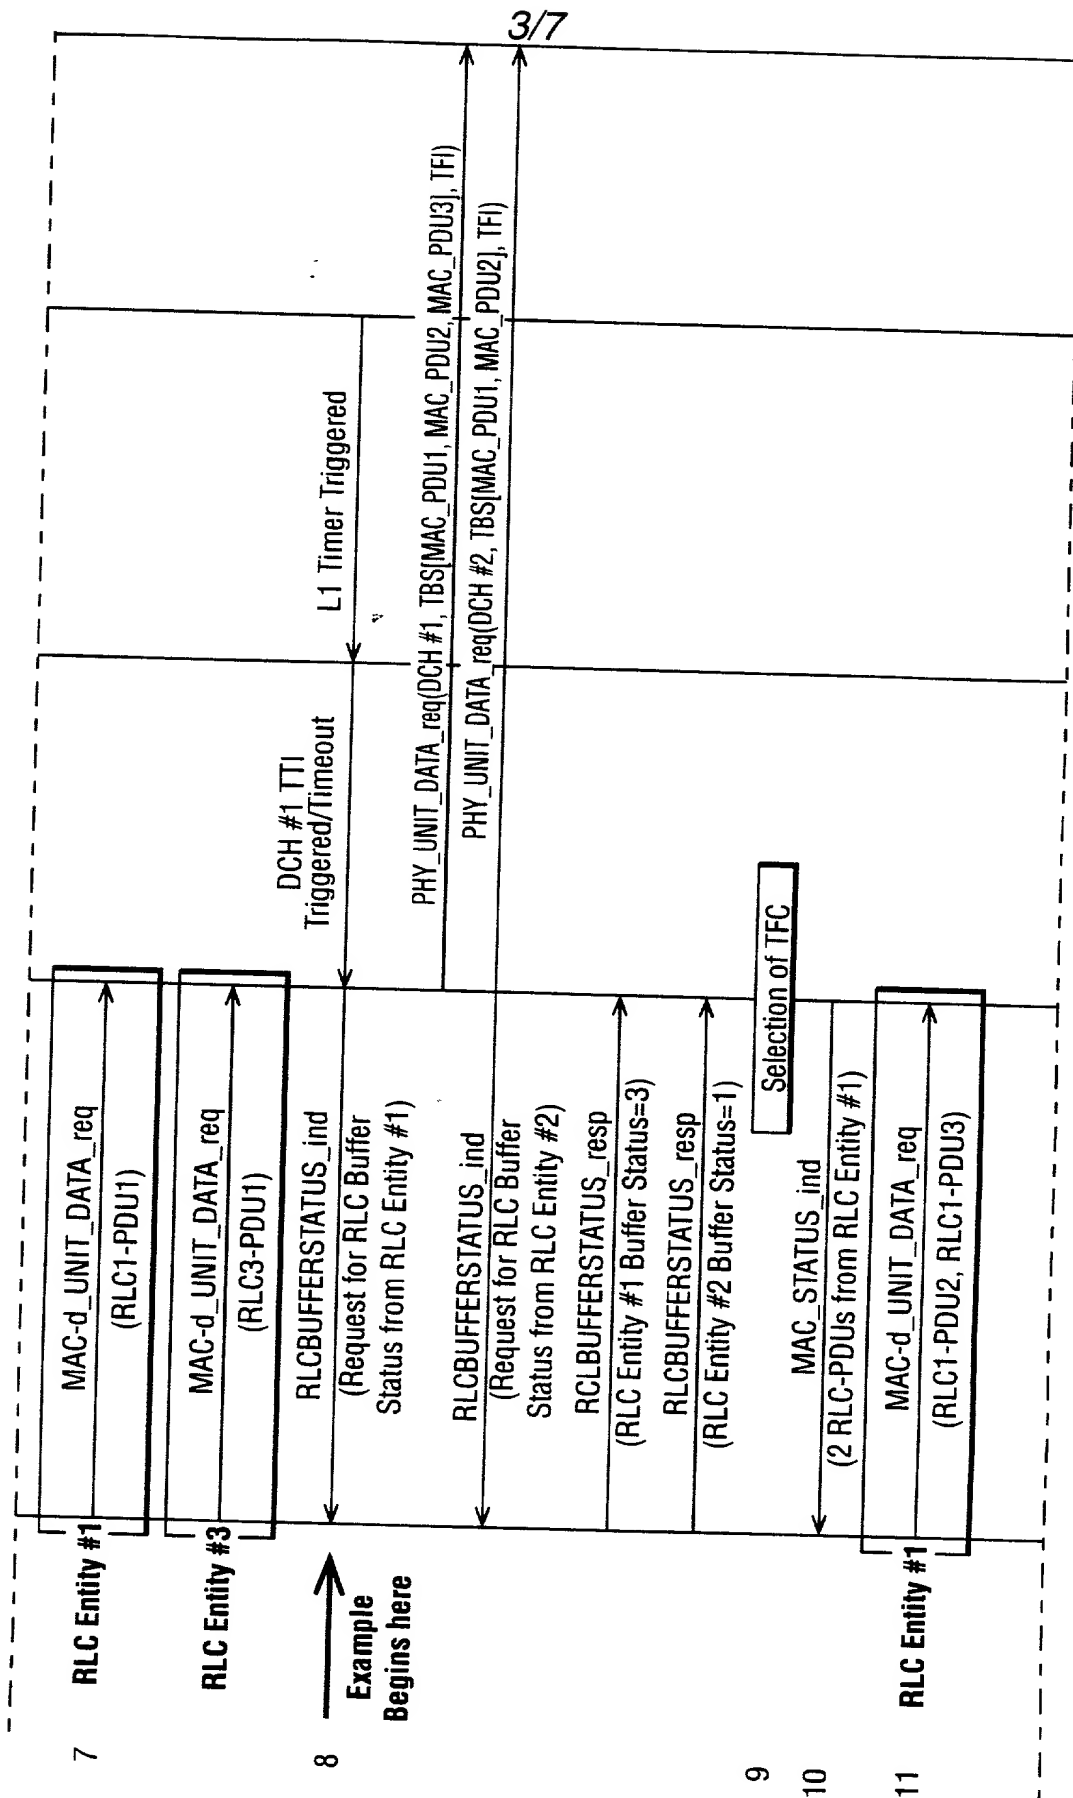 3/7
7
RLC Entity #1
MAC-d_UNIT_DATA_req
(RLC1-PDU1)
RLC Entity #3
MAC-d_UNIT_DATA_req
(RLC3-PDU1)
8
Example
Begins here
RLCBUFFERSTATUS_ind
(Request for RLC Buffer
Status from RLC Entity #1)
DCH #1 TTI
Triggered/Timeout
L1 Timer Triggered
PHY_UNIT_DATA_req(DCH #1, TBS[MAC_PDU1, MAC_PDU2, MAC_PDU3], TFI)
RLCBUFFERSTATUS_ind
(Request for RLC Buffer
Status from RLC Entity #2)
PHY_UNIT_DATA_req(DCH #2, TBS[MAC_PDU1, MAC_PDU2], TFI)
RCLBUFFERSTATUS_resp
(RLC Entity #1 Buffer Status=3)
RLCBUFFERSTATUS_resp
(RLC Entity #2 Buffer Status=1)
9
Selection of TFC
10
MAC_STATUS_ind
(2 RLC-PDUs from RLC Entity #1)
11
RLC Entity #1
MAC-d_UNIT_DATA_req
(RLC1-PDU2, RLC1-PDU3)